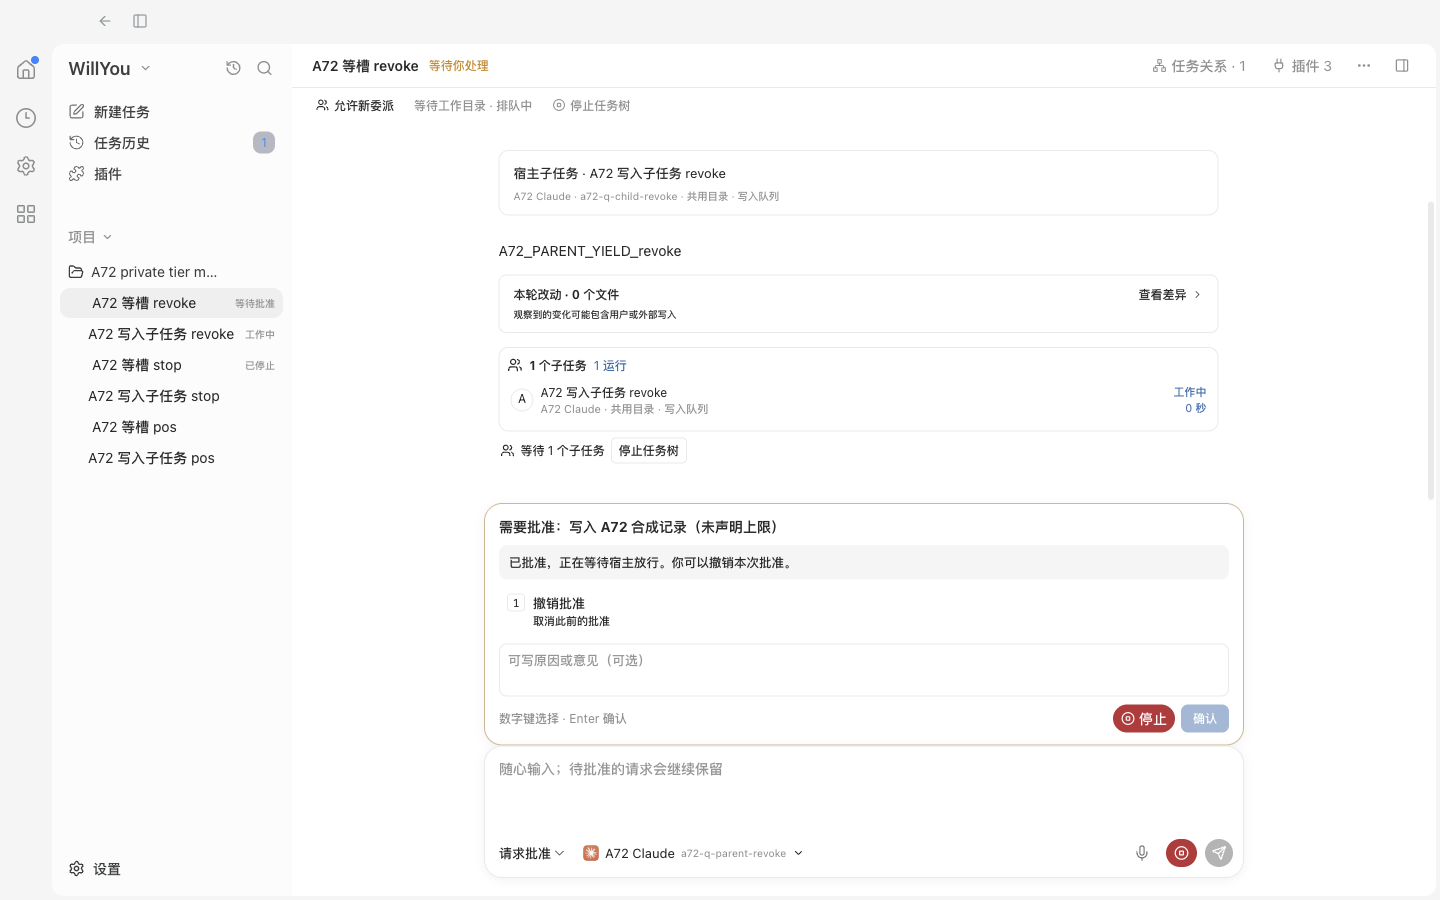 WillYou
新建任务
任务历史
1
插件
项目
A72 private tier m...
A72 等槽 revoke 等待批准
A72 写入子任务 revoke 工作中
A72 等槽 stop 已停止
A72 写入子任务 stop
A72 等槽 pos
A72 写入子任务 pos
设置
A72 等槽 revoke 等待你处理
任务关系 · 1
插件 3
允许新委派
等待工作目录 · 排队中
停止任务树
宿主子任务 · A72 写入子任务 revoke
A72 Claude · a72-q-child-revoke · 共用目录 · 写入队列
A72_PARENT_YIELD_revoke
本轮改动 · 0 个文件
查看差异
观察到的变化可能包含用户或外部写入
1 个子任务 1 运行
A
A72 写入子任务 revoke
工作中
A72 Claude · 共用目录 · 写入队列
0 秒
等待 1 个子任务
停止任务树
需要批准：写入 A72 合成记录（未声明上限）
已批准，正在等待宿主放行。你可以撤销本次批准。
1 撤销批准
取消此前的批准
可写原因或意见（可选）
数字键选择 · Enter 确认
停止
确认
随心输入；待批准的请求会继续保留
请求批准
A72 Claude a72-q-parent-revoke